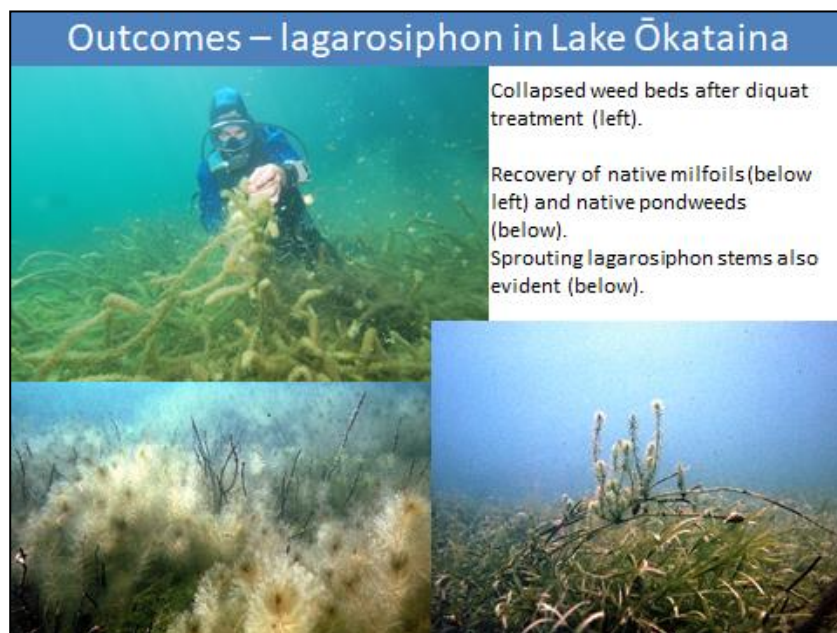 Outcomes – lagarosiphon in Lake Ōkataina
Collapsed weed beds after diquat
treatment (left).
Recovery of native milfoils (below
left) and native pondweeds
(below).
Sprouting lagarosiphon stems also
evident (below).